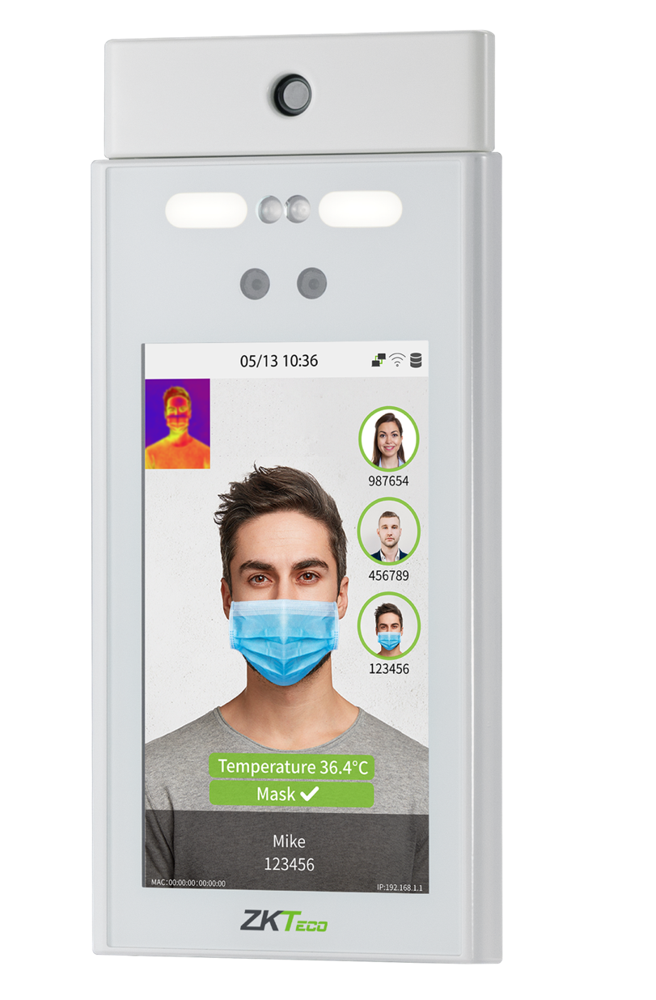 05/13 10:36
987654
456789
123456
Temperature 36.4°C
Mask ✓
Mike
123456
MAC:00:00:00:00:00:00
IP:192.168.1.1
ZKTECO